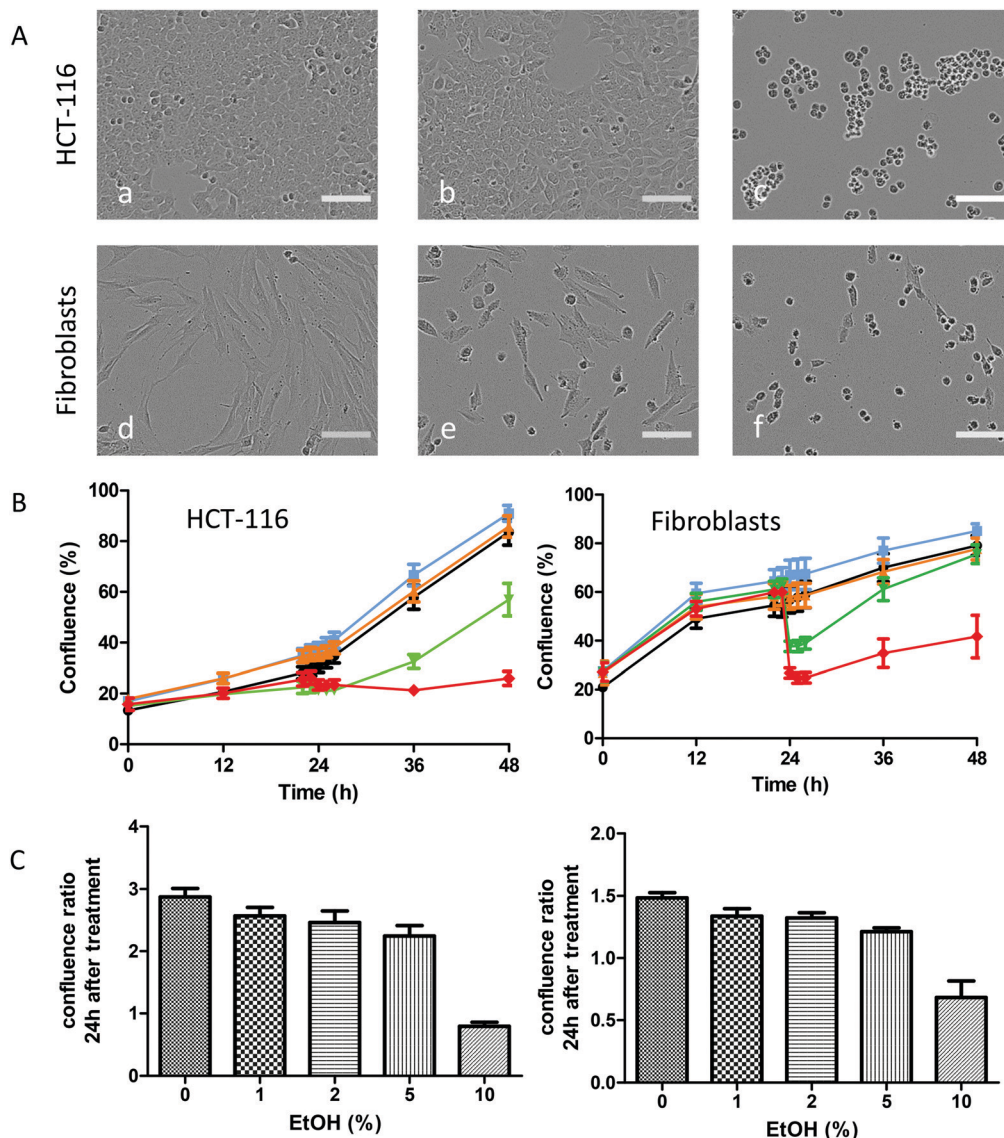 A
HCT-116
a
b
c
Fibroblasts
d
e
f
B
HCT-116
Confluence (%)
100
80
60
40
20
0
0 12 24 36 48
Time (h)
Fibroblasts
Confluence (%)
100
80
60
40
20
0
0 12 24 36 48
Time (h)
C
confluence ratio
24h after treatment
4
3
2
1
0
0 1 2 5 10
EtOH (%)
confluence ratio
24h after treatment
2.0
1.5
1.0
0.5
0.0
0 1 2 5 10
EtOH (%)